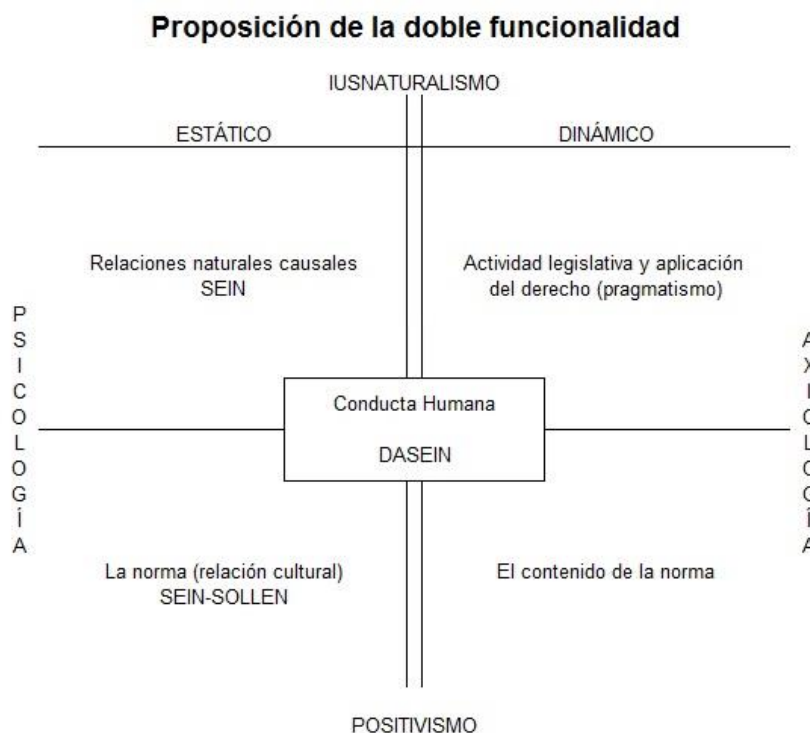 Proposición de la doble funcionalidad
IUSNATURALISMO
ESTÁTICO
DINÁMICO
Relaciones naturales causales
SEIN
Actividad legislativa y aplicación
del derecho (pragmatismo)
PSICOLOGÍA
AXIOLOGÍA
Conducta Humana
DASEIN
La norma (relación cultural)
SEIN-SOLLEN
El contenido de la norma
POSITIVISMO